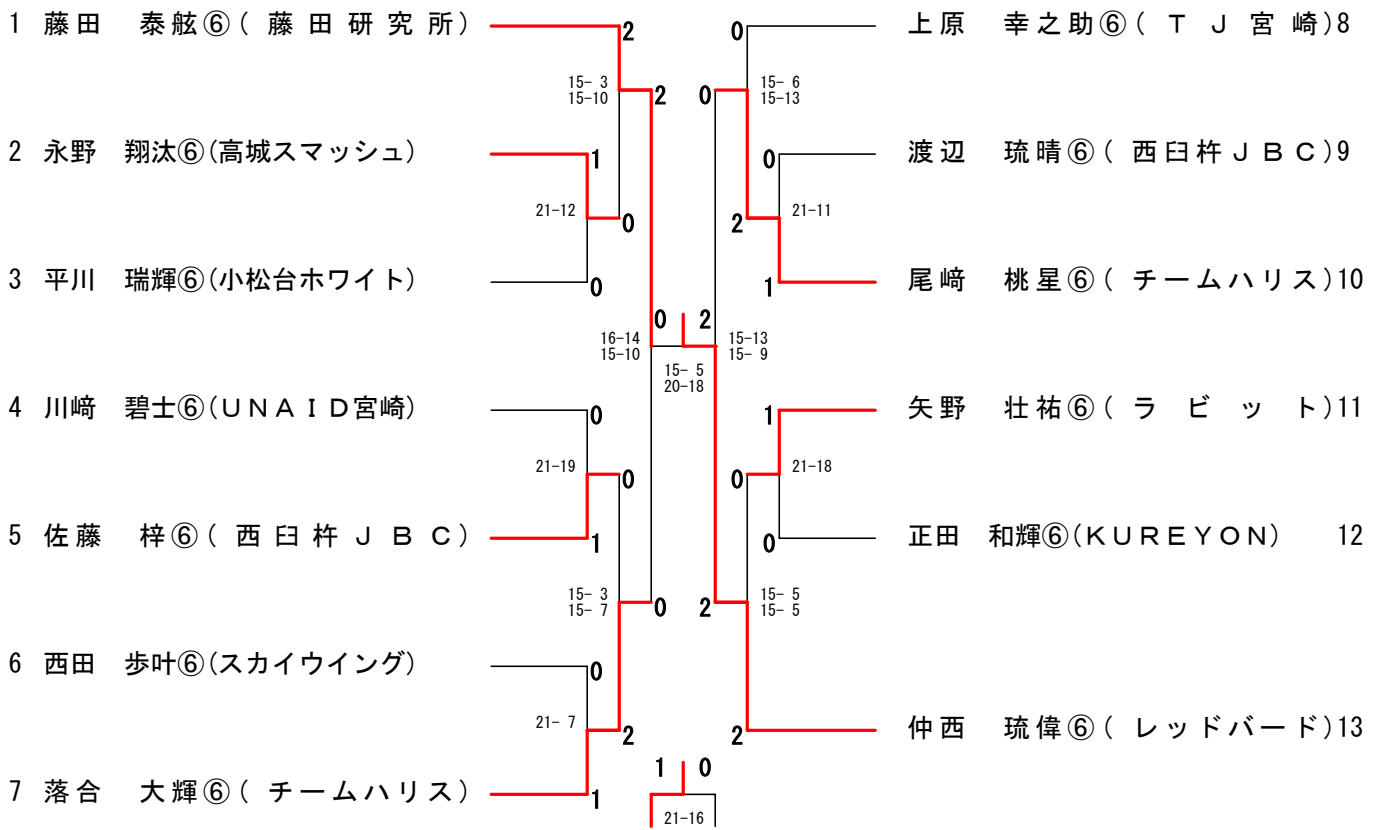 1 藤田 泰舷⑥(藤田研究所) 2 0 上原 幸之助⑥(ＴＪ宮崎)8
15- 3 15- 6
15-10 2 0 15-13
2 永野 翔汰⑥(高城スマッシュ) 1 0 渡辺 琉晴⑥(西臼杵ＪＢＣ)9
21-12 0 2 21-11
3 平川 瑞輝⑥(小松台ホワイト) 0 1 尾﨑 桃星⑥(チームハリス)10
0 2
16-14 15-13
15-10 15- 9
15- 5
20-18
4 川﨑 碧士⑥(ＵＮＡＩＤ宮崎) 0 1 矢野 壮祐⑥(ラビット)11
21-19 0 0 21-18
5 佐藤 梓⑥(西臼杵ＪＢＣ) 1 0 正田 和輝⑥(ＫＵＲＥＹＯＮ) 12
15- 3 15- 5
15- 7 0 2 15- 5
6 西田 歩叶⑥(スカイウイング) 0
21- 7 2 2 仲西 琉偉⑥(レッドバード)13
1 0
7 落合 大輝⑥(チームハリス) 1
21-16